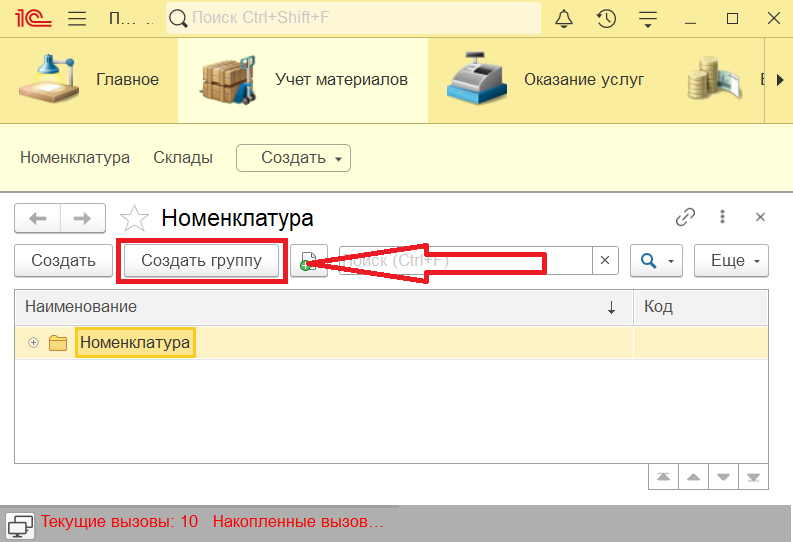 1С П... .. Поиск Ctrl+Shift+F
Главное Учет материалов Оказание услуг
Номенклатура Склады Создать
Номенклатура
Создать Создать группу Поиск (Ctrl+F) Еще
Наименование Код
Номенклатура
Текущие вызовы: 10 Накопленные вызов...